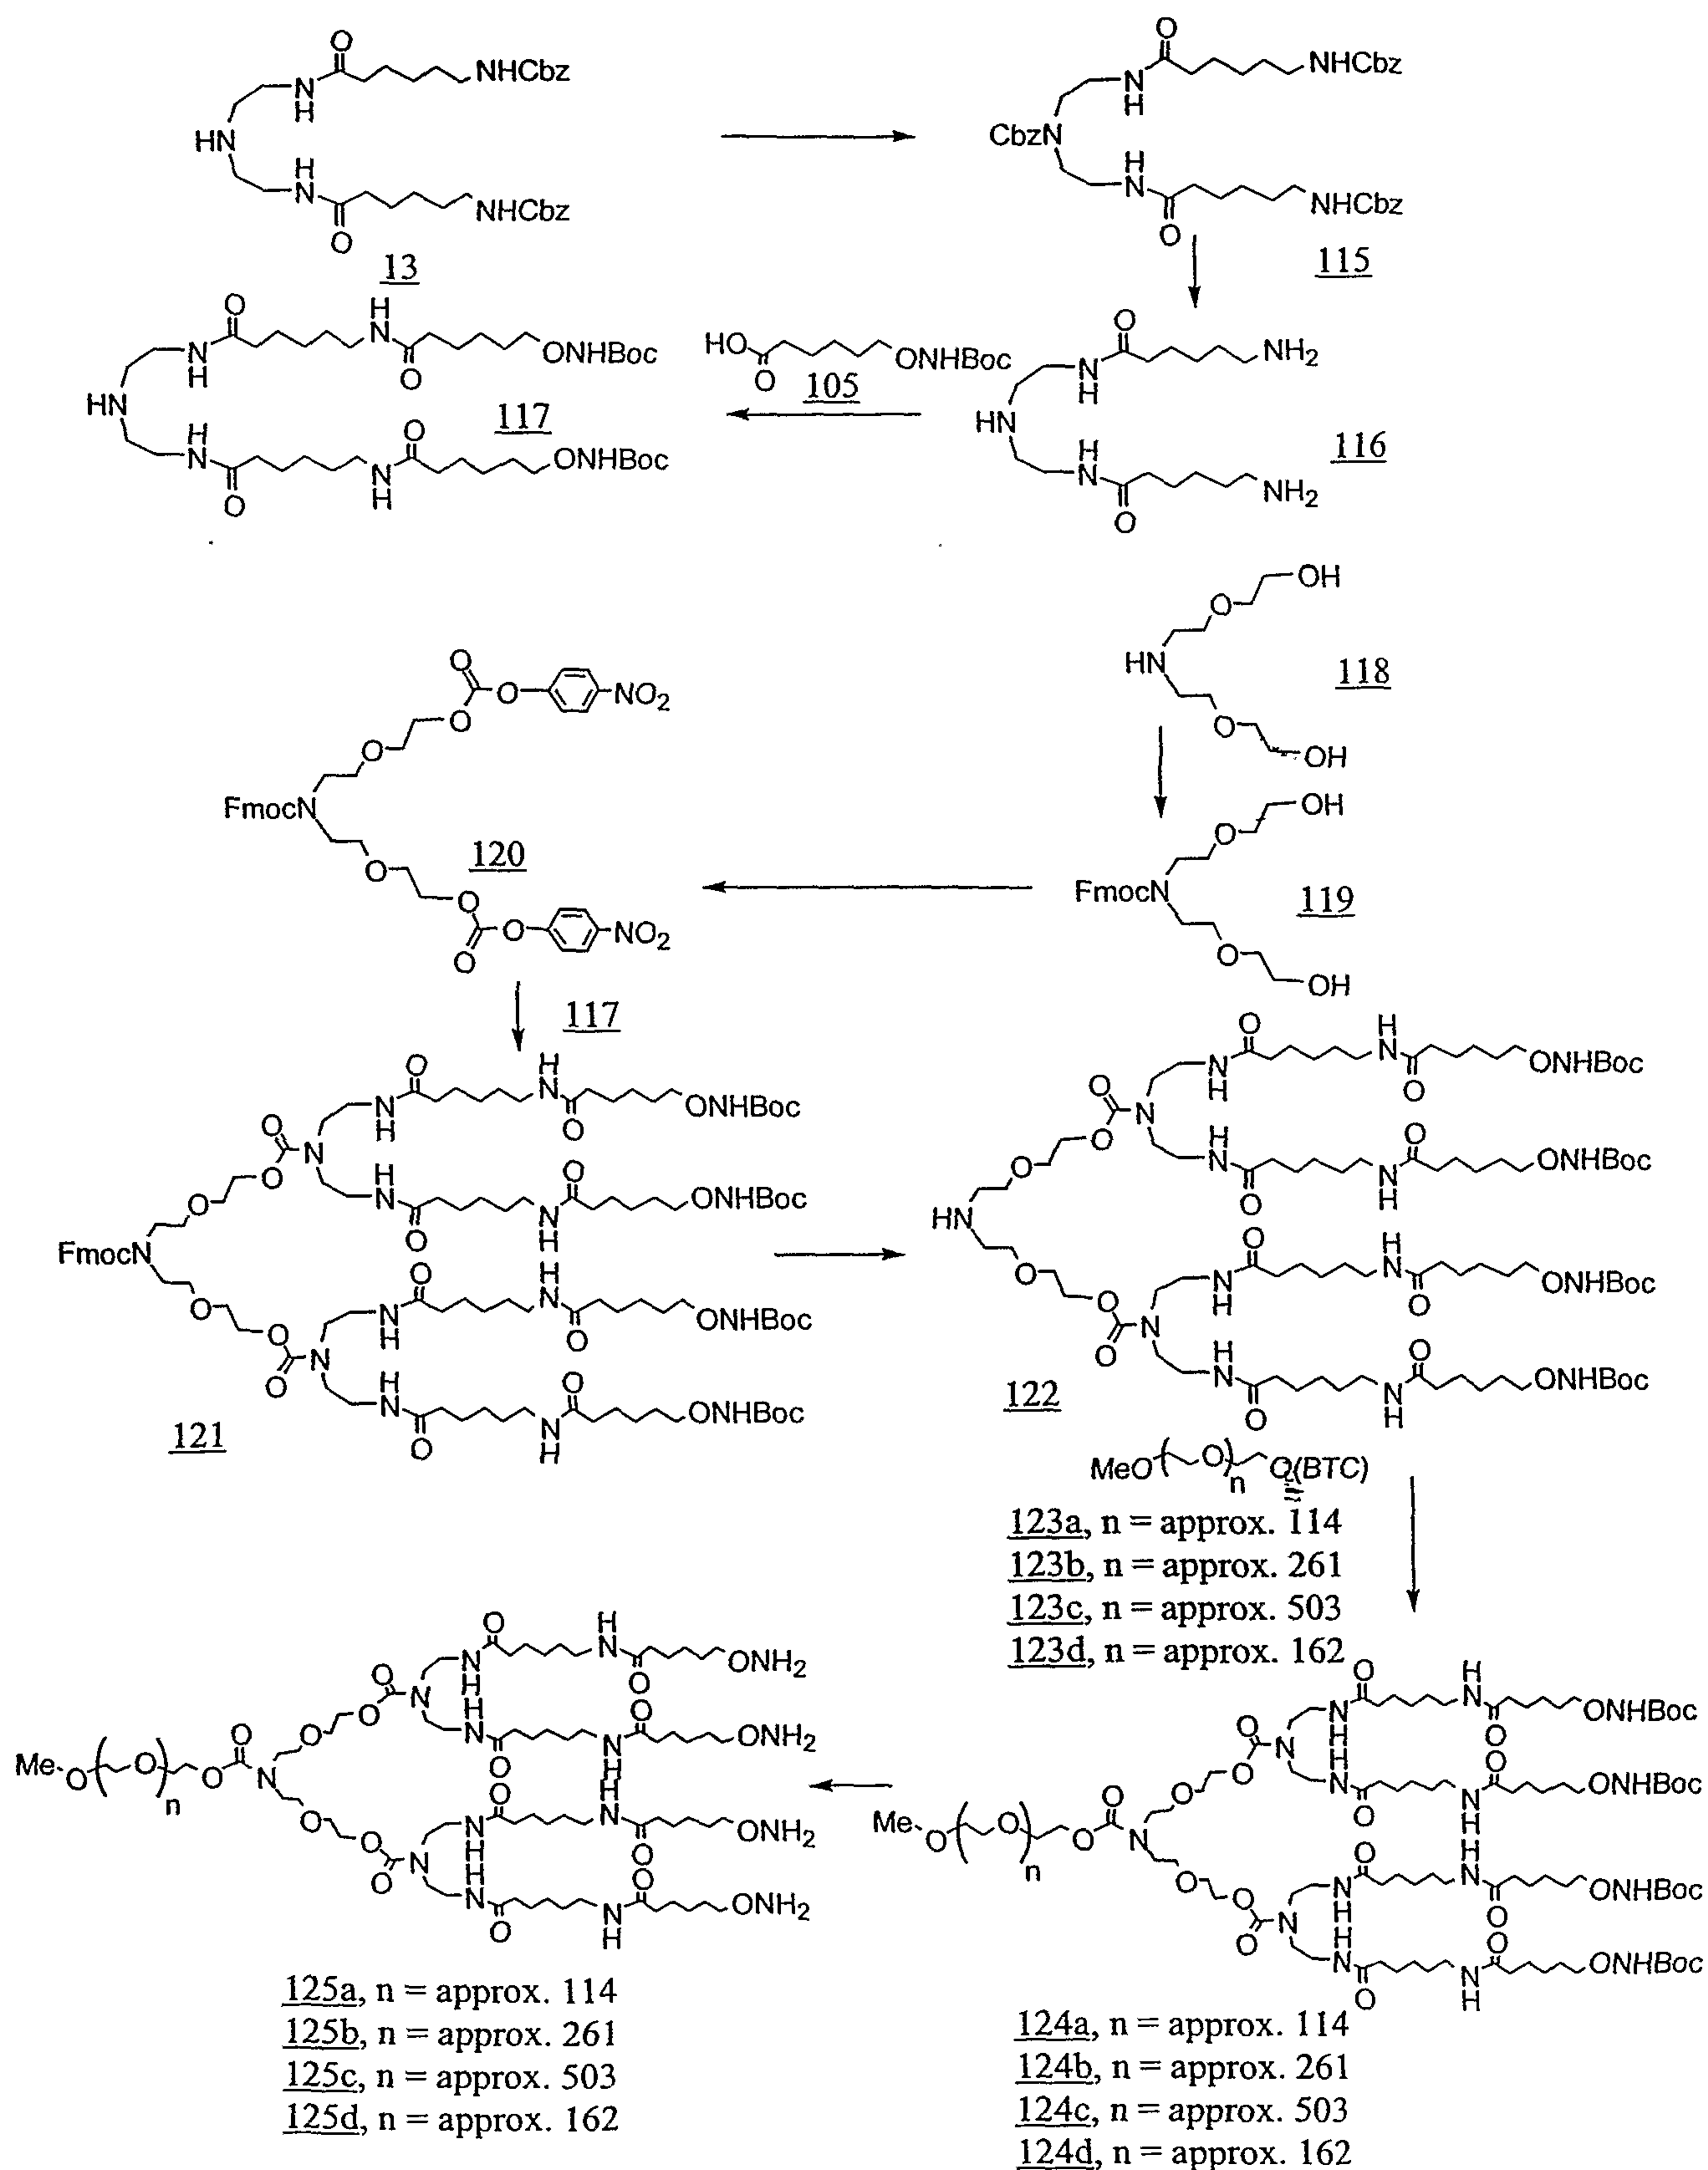 NHCbz
HN
NHCbz
13
NHCbz
CbzN
NHCbz
115
ONHBoc
HN
117
ONHBoc
HO
ONHBoc
105
NH2
HN
116
NH2
OH
HN
118
OH
NO2
FmocN
120
NO2
OH
FmocN
119
OH
117
ONHBoc
ONHBoc
FmocN
ONHBoc
ONHBoc
121
ONHBoc
ONHBoc
HN
ONHBoc
ONHBoc
122
MeO( O)n O(BTC)
123a, n = approx. 114
123b, n = approx. 261
123c, n = approx. 503
123d, n = approx. 162
ONH2
ONH2
Me O( O)n O
ONH2
ONH2
125a, n = approx. 114
125b, n = approx. 261
125c, n = approx. 503
125d, n = approx. 162
ONHBoc
ONHBoc
Me O( O)n O
ONHBoc
ONHBoc
124a, n = approx. 114
124b, n = approx. 261
124c, n = approx. 503
124d, n = approx. 162